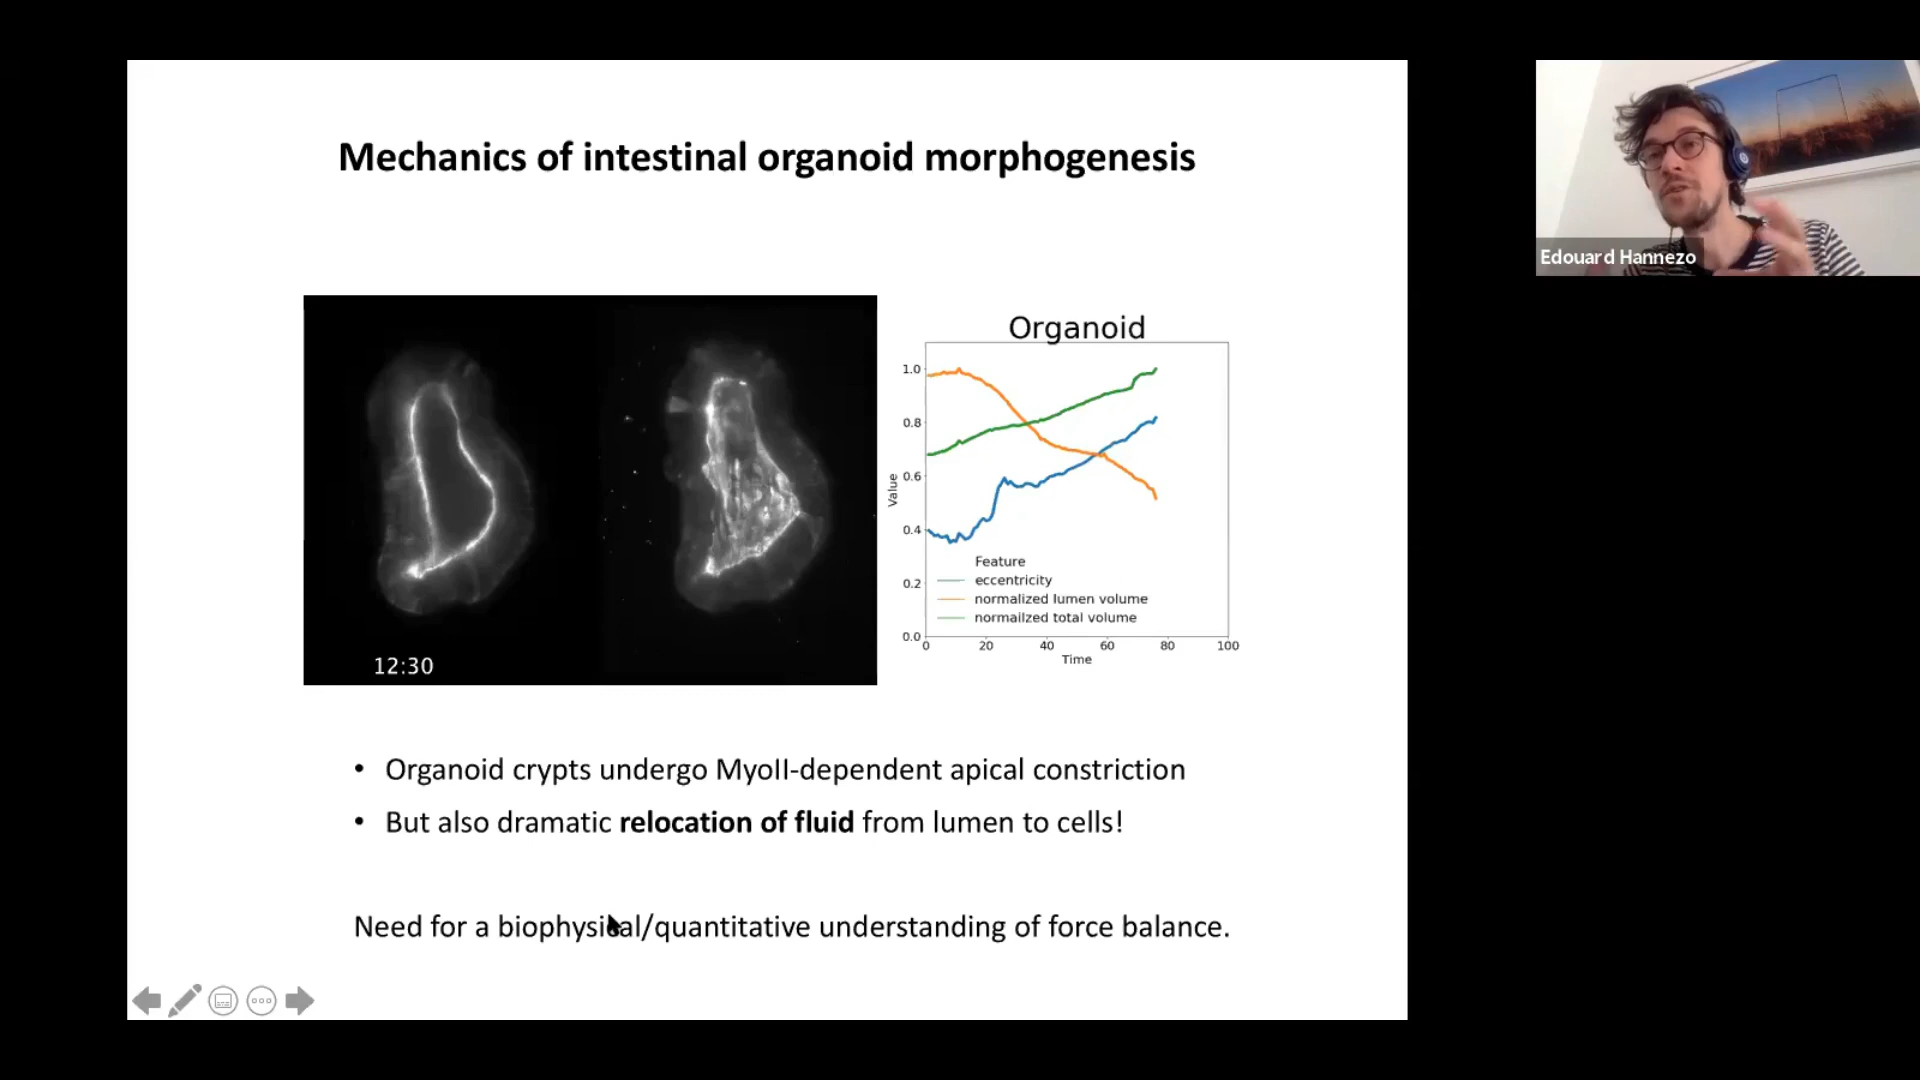 Mechanics of intestinal organoid morphogenesis
Edouard Hannezo
12:30
Organoid
Value
1.0
0.8
0.6
0.4
0.2
0.0
Feature
eccentricity
normalized lumen volume
normailzed total volume
0 20 40 60 80 100
Time
• Organoid crypts undergo MyoII-dependent apical constriction
• But also dramatic relocation of fluid from lumen to cells!
Need for a biophysical/quantitative understanding of force balance.